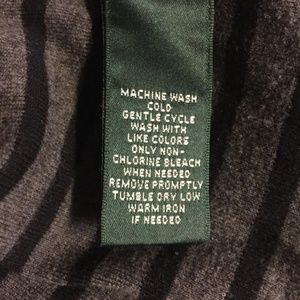 MACHINE WASH
COLD
GENTLE CYCLE
WASH WITH
LIKE COLORS
ONLY NON-
CHLORINE BLEACH
WHEN NEEDED
REMOVE PROMPTLY
TUMBLE DRY LOW
WARM IRON
IF NEEDED